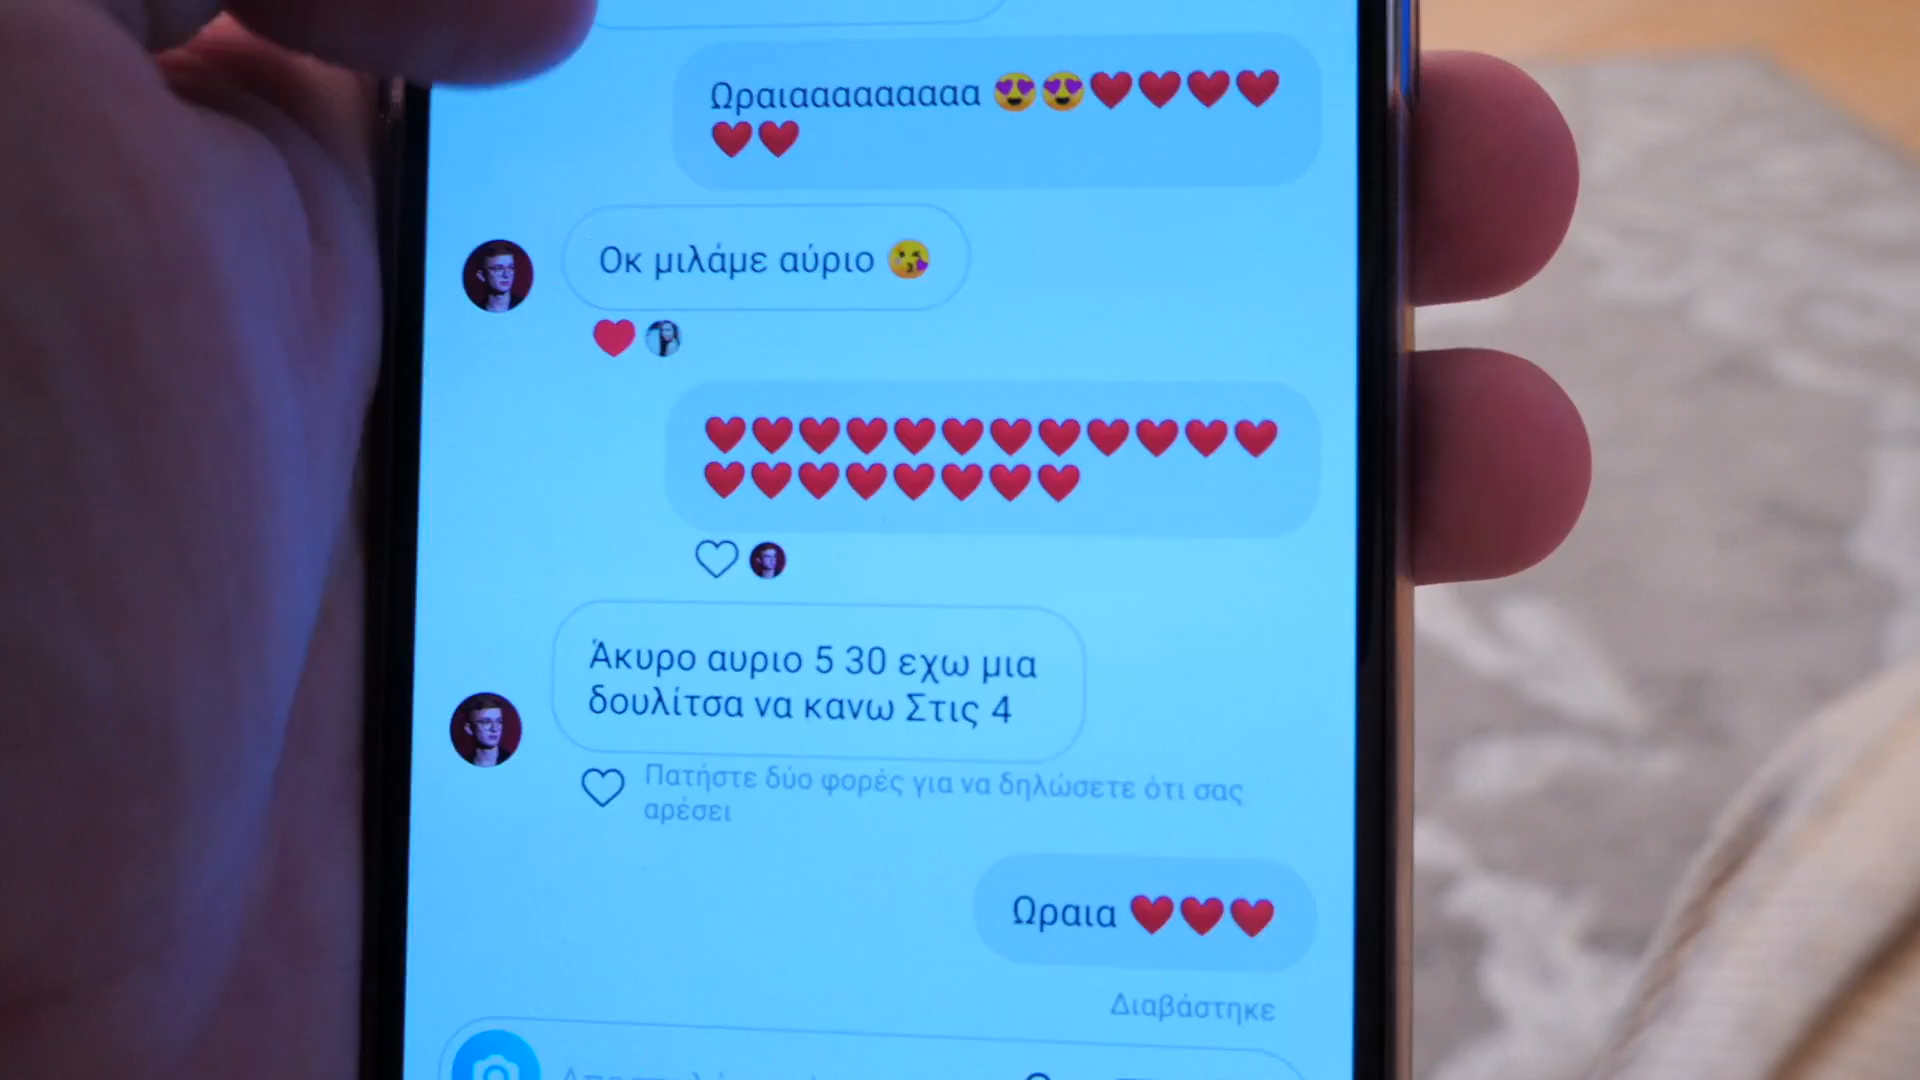 Ωραιααααααααα 😍😍❤️❤️❤️❤️
❤️❤️
Οκ μιλάμε αύριο 😘
❤️❤️❤️❤️❤️❤️❤️❤️❤️❤️❤️❤️
❤️❤️❤️❤️❤️❤️❤️❤️
Άκυρο αυριο 5 30 εχω μια
δουλίτσα να κανω Στις 4
Πατήστε δύο φορές για να δηλώσετε ότι σας
αρέσει
Ωραια ❤️❤️❤️
Διαβάστηκε